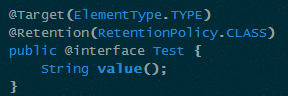 @Target(ElementType.TYPE)
@Retention(RetentionPolicy.CLASS)
public @interface Test {
    String value();
}